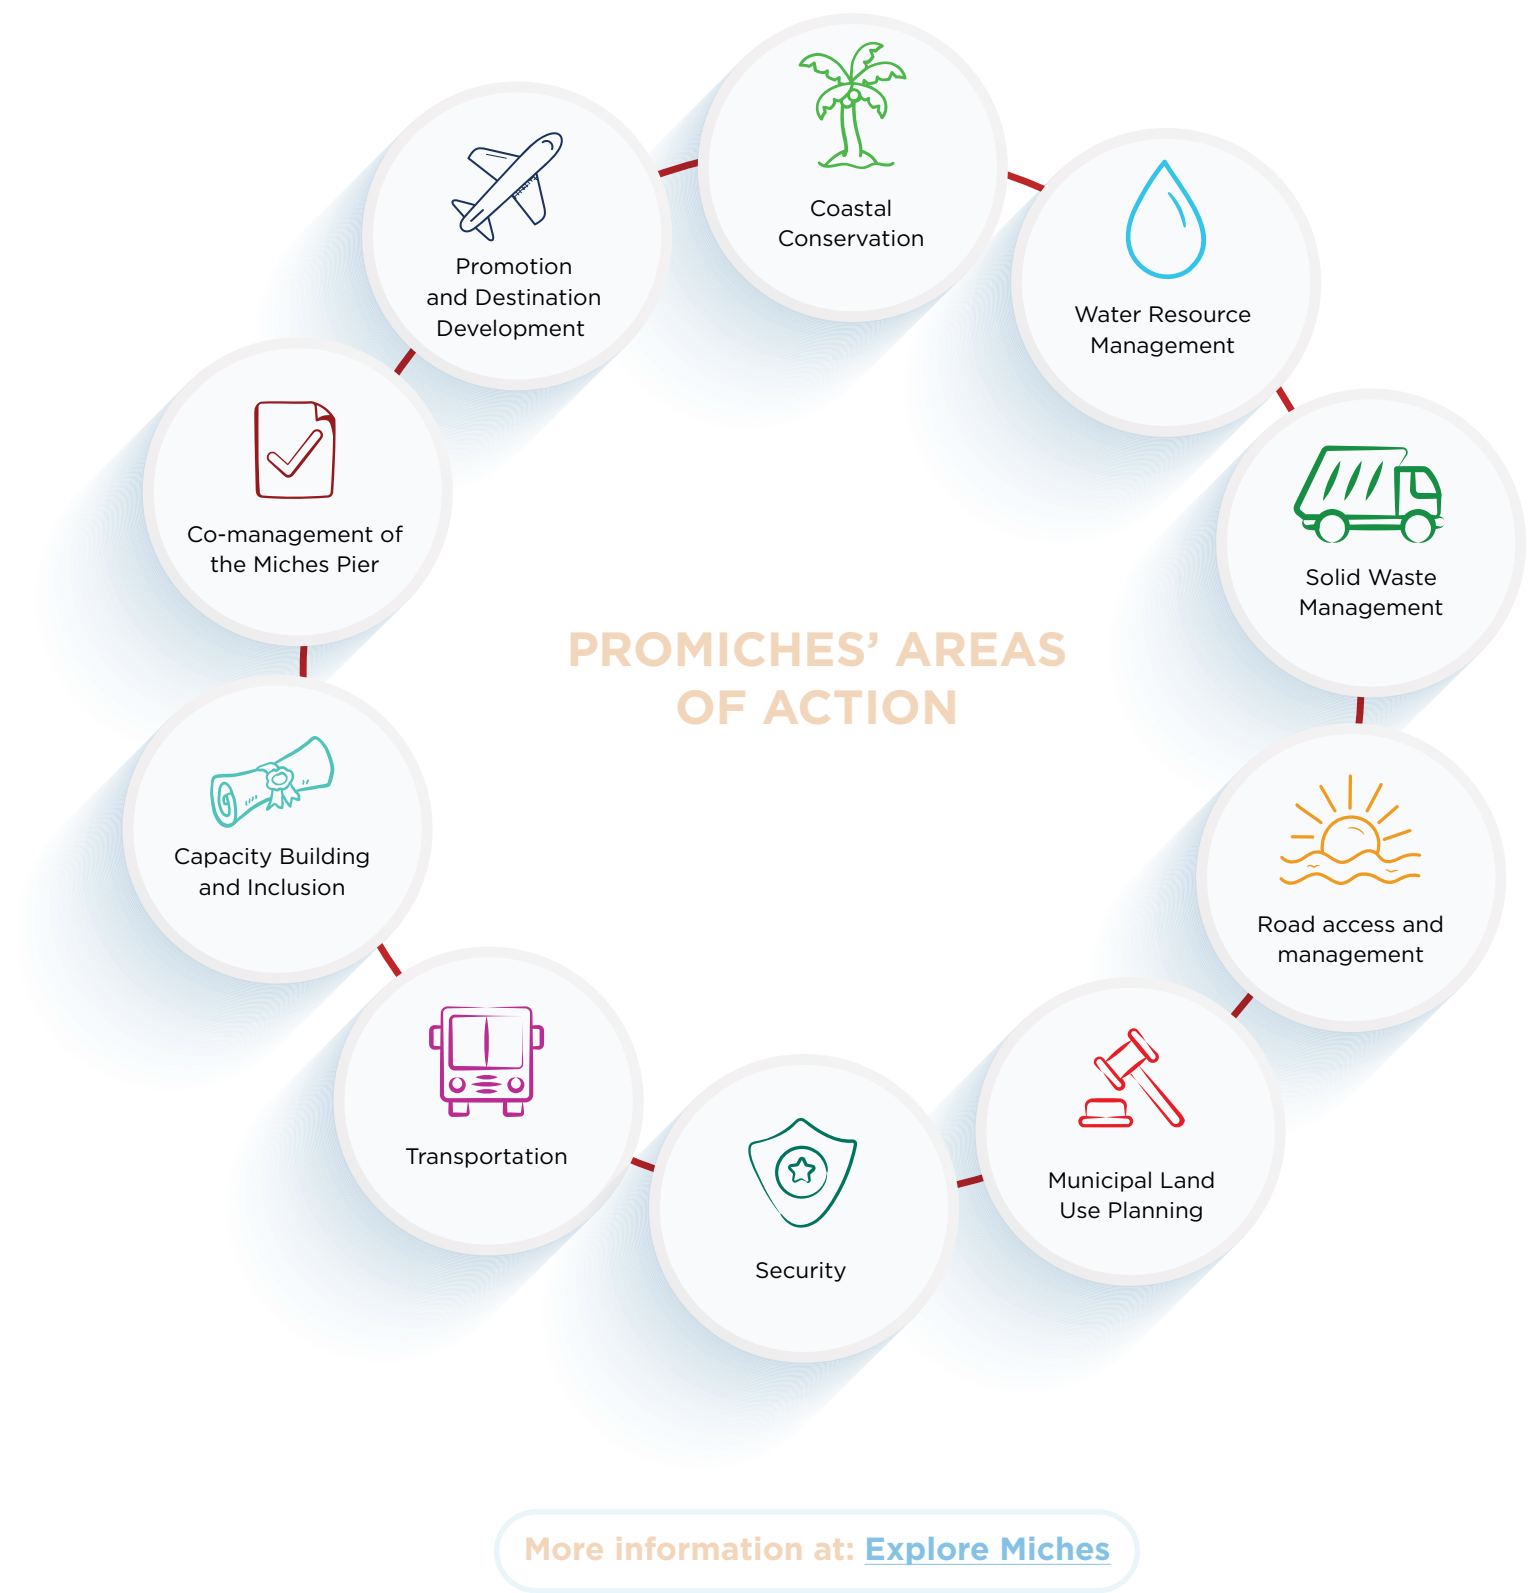 Coastal
Conservation
Water Resource
Management
Solid Waste
Management
Road access and
management
Municipal Land
Use Planning
Security
Transportation
Capacity Building
and Inclusion
Co-management of
the Miches Pier
Promotion
and Destination
Development
PROMICHES’ AREAS
OF ACTION
More information at: Explore Miches